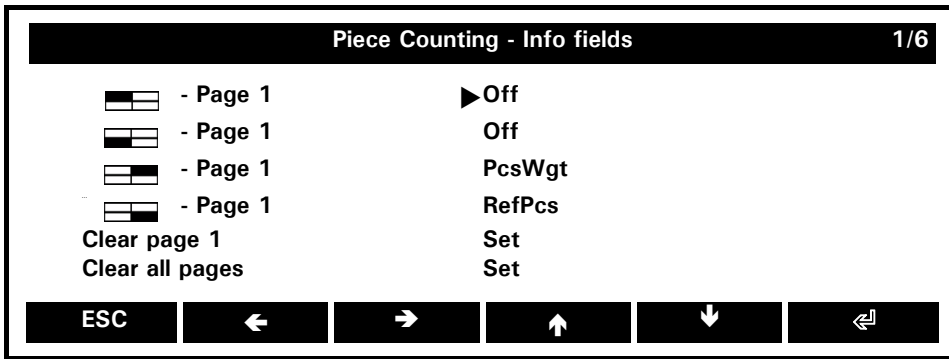 Piece Counting - Info fields 1/6
- Page 1 ▶Off
- Page 1 Off
- Page 1 PcsWgt
- Page 1 RefPcs
Clear page 1 Set
Clear all pages Set
ESC